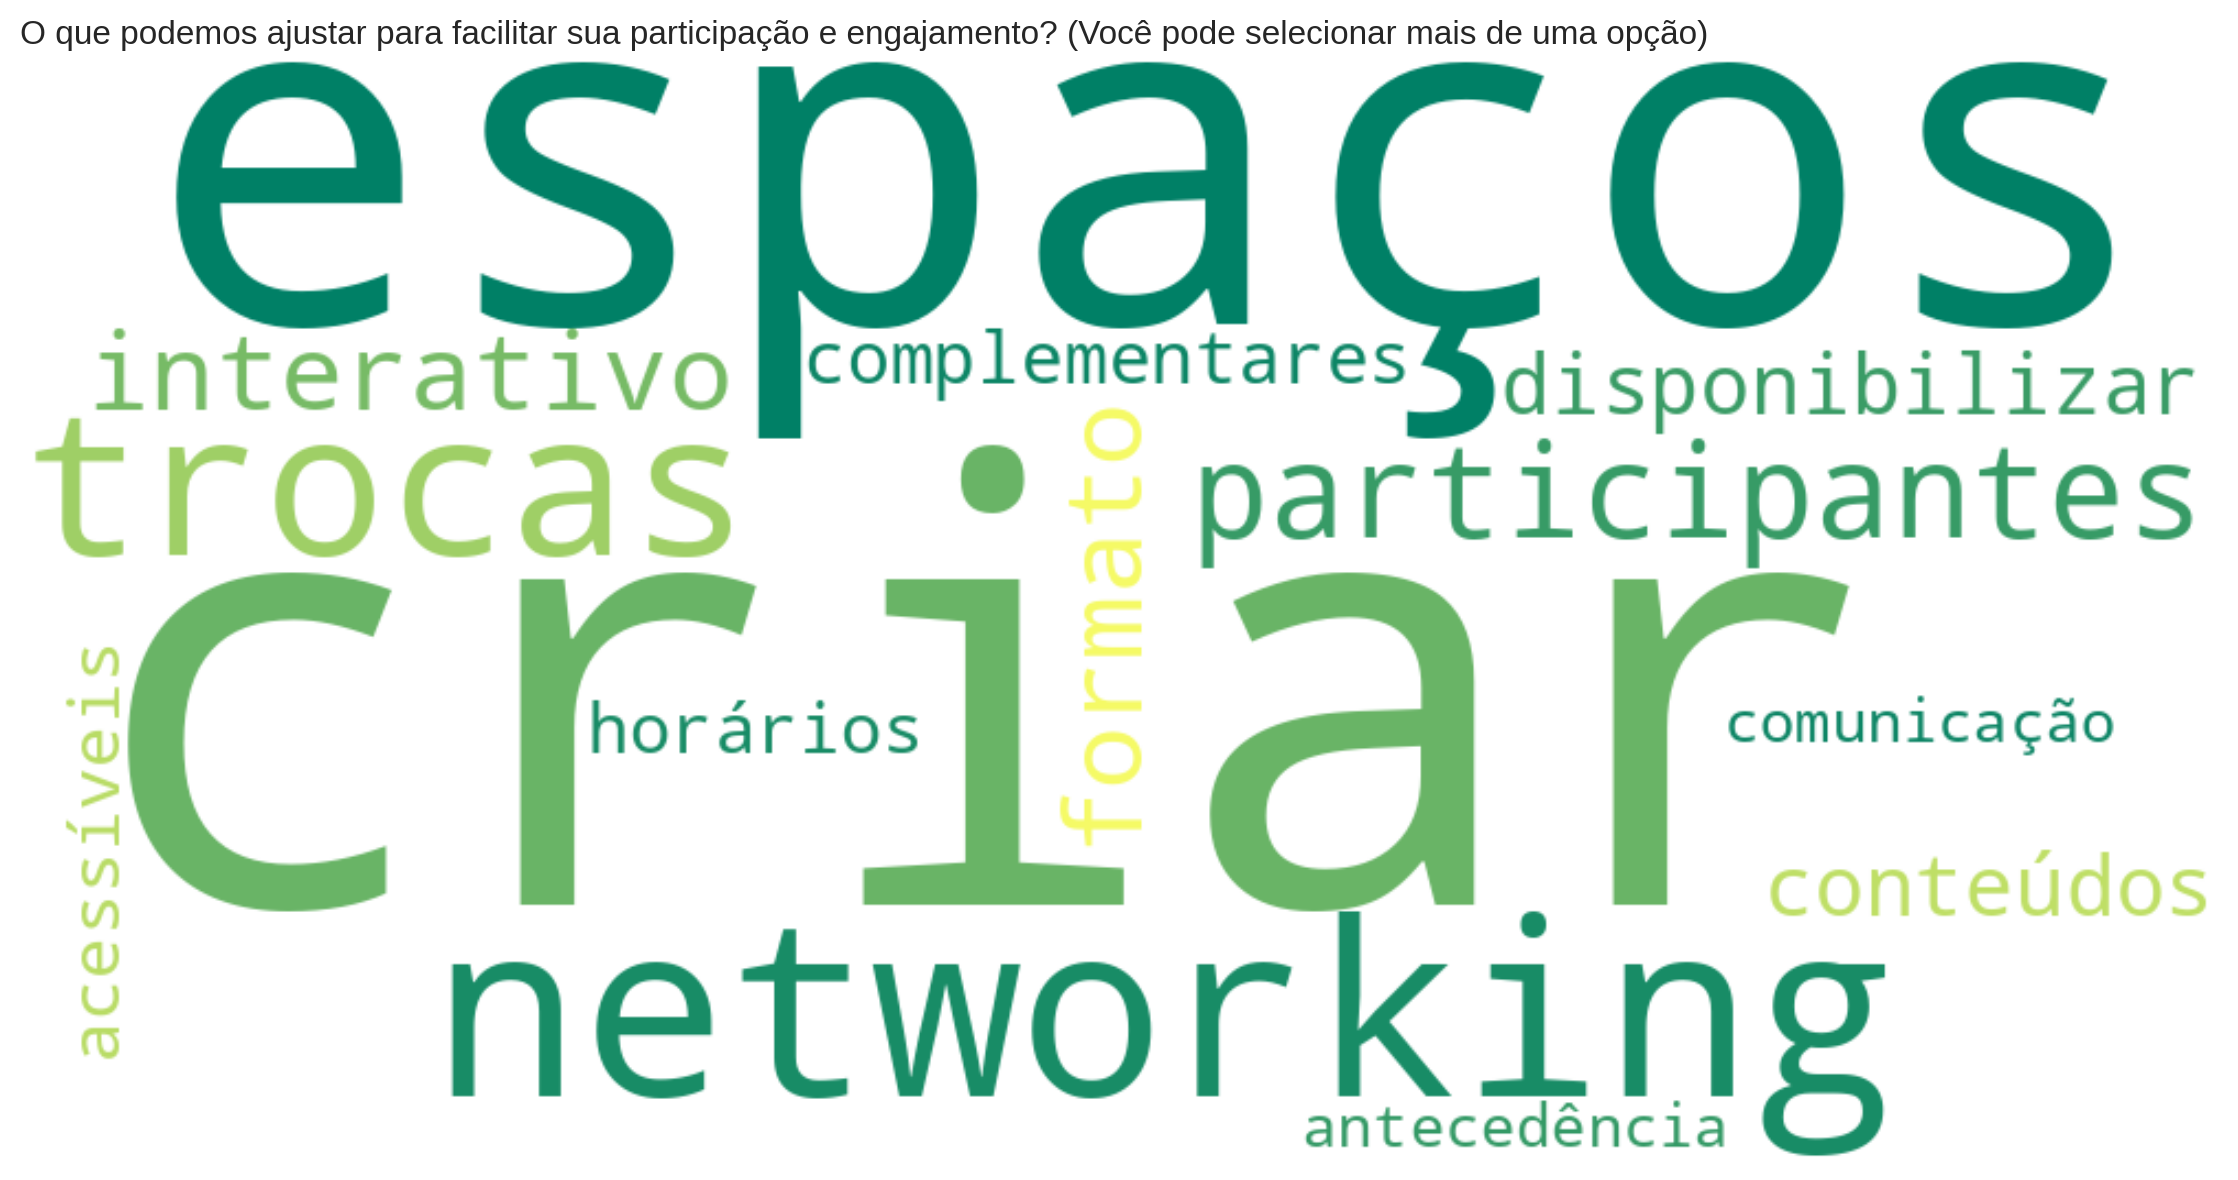 O que podemos ajustar para facilitar sua participação e engajamento? (Você pode selecionar mais de uma opção)
espaços
interativo
complementares
disponibilizar
trocas
formato
participantes
criar
acessíveis
horários
comunicação
conteúdos
networking
antecedência